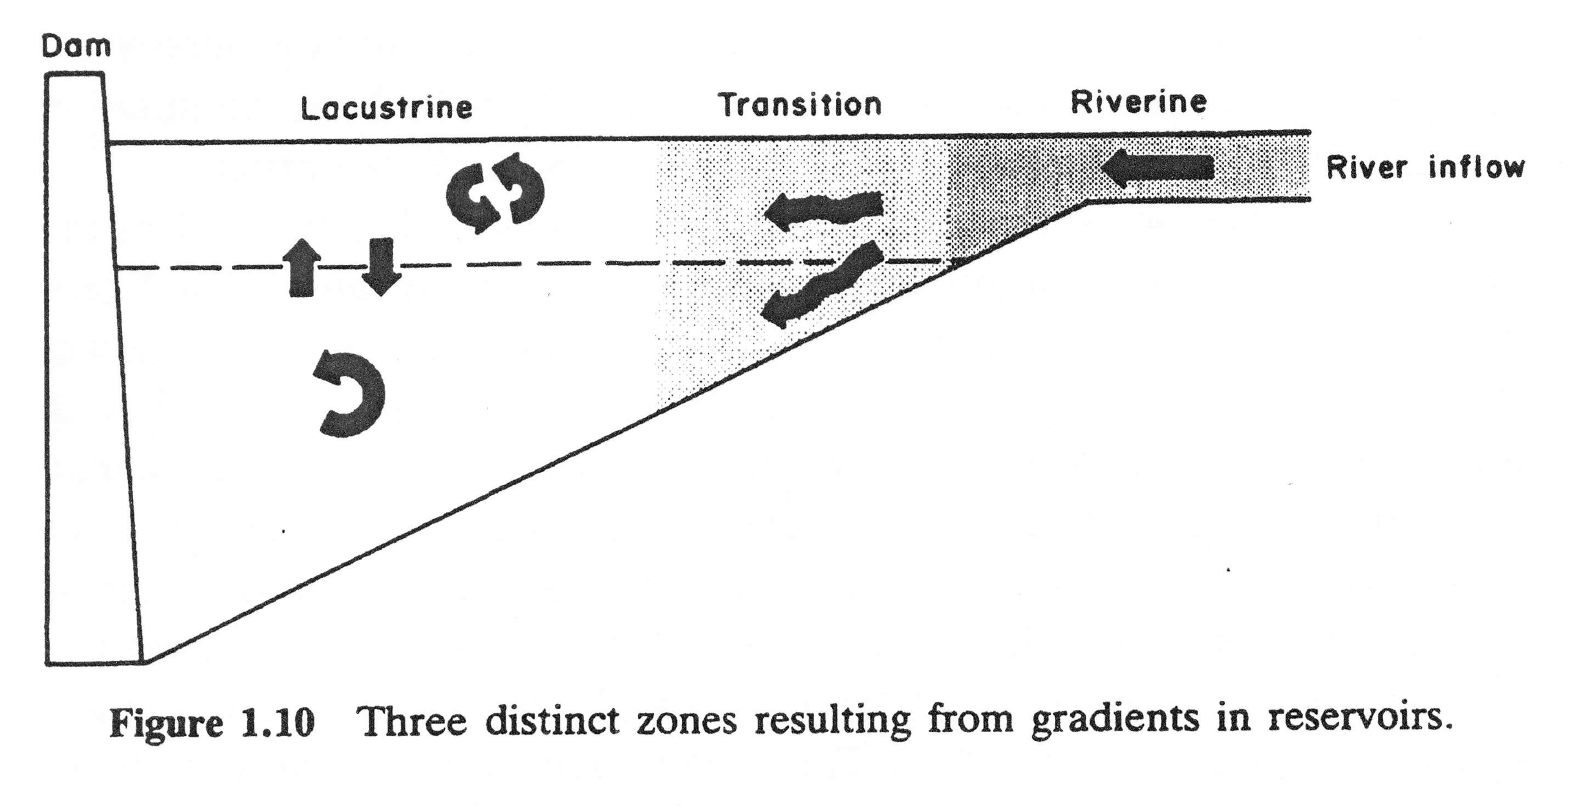 Dam
Lacustrine
Transition
Riverine
River inflow
Figure 1.10 Three distinct zones resulting from gradients in reservoirs.